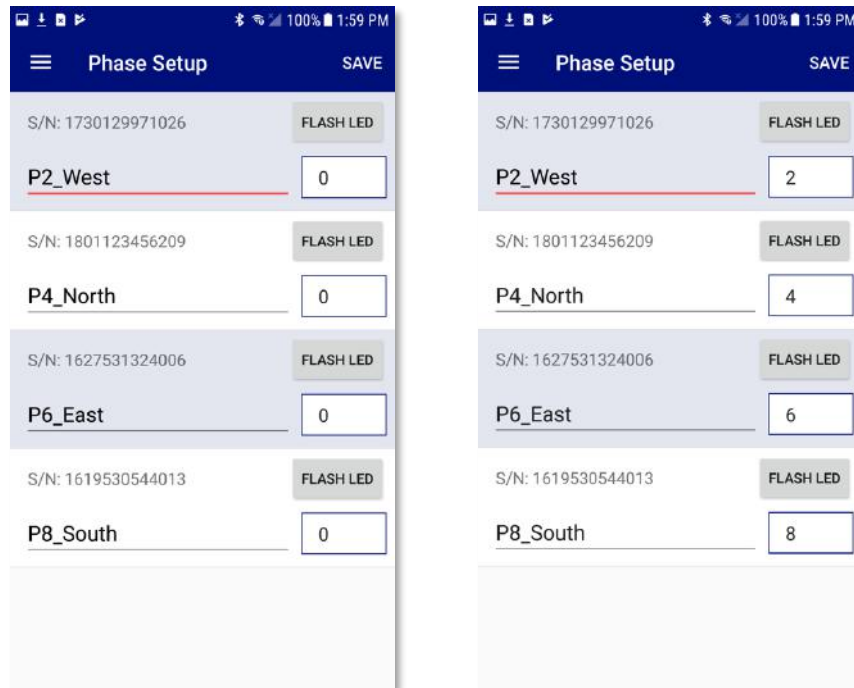 100% 1:59 PM
Phase Setup SAVE
S/N: 1730129971026 FLASH LED
P2_West 0
S/N: 1801123456209 FLASH LED
P4_North 0
S/N: 1627531324006 FLASH LED
P6_East 0
S/N: 1619530544013 FLASH LED
P8_South 0
100% 1:59 PM
Phase Setup SAVE
S/N: 1730129971026 FLASH LED
P2_West 2
S/N: 1801123456209 FLASH LED
P4_North 4
S/N: 1627531324006 FLASH LED
P6_East 6
S/N: 1619530544013 FLASH LED
P8_South 8